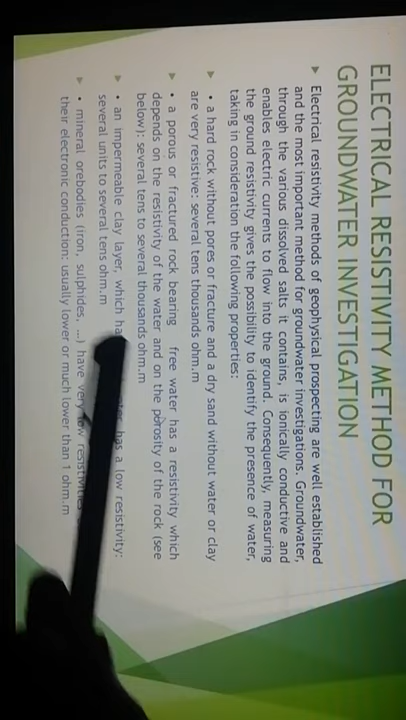 ELECTRICAL RESISTIVITY METHOD FOR
GROUNDWATER INVESTIGATION
Electrical resistivity methods of geophysical prospecting are well established
and the most important method for groundwater investigations. Groundwater,
through the various dissolved salts it contains, is ionically conductive and
enables electric currents to flow into the ground. Consequently, measuring
the ground resistivity gives the possibility to identify the presence of water,
taking in consideration the following properties:
• a hard rock without pores or fracture and a dry sand without water or clay
are very resistive: several tens thousands ohm.m
• a porous or fractured rock bearing free water has a resistivity which
depends on the resistivity of the water and on the porosity of the rock (see
below): several tens to several thousands ohm.m
• an impermeable clay layer, which has a low resistivity:
several units to several tens ohm.m
• mineral orebodies (iron, sulphides, ...) have very low
their electronic conduction: usually lower or much lower than 1 ohm.m